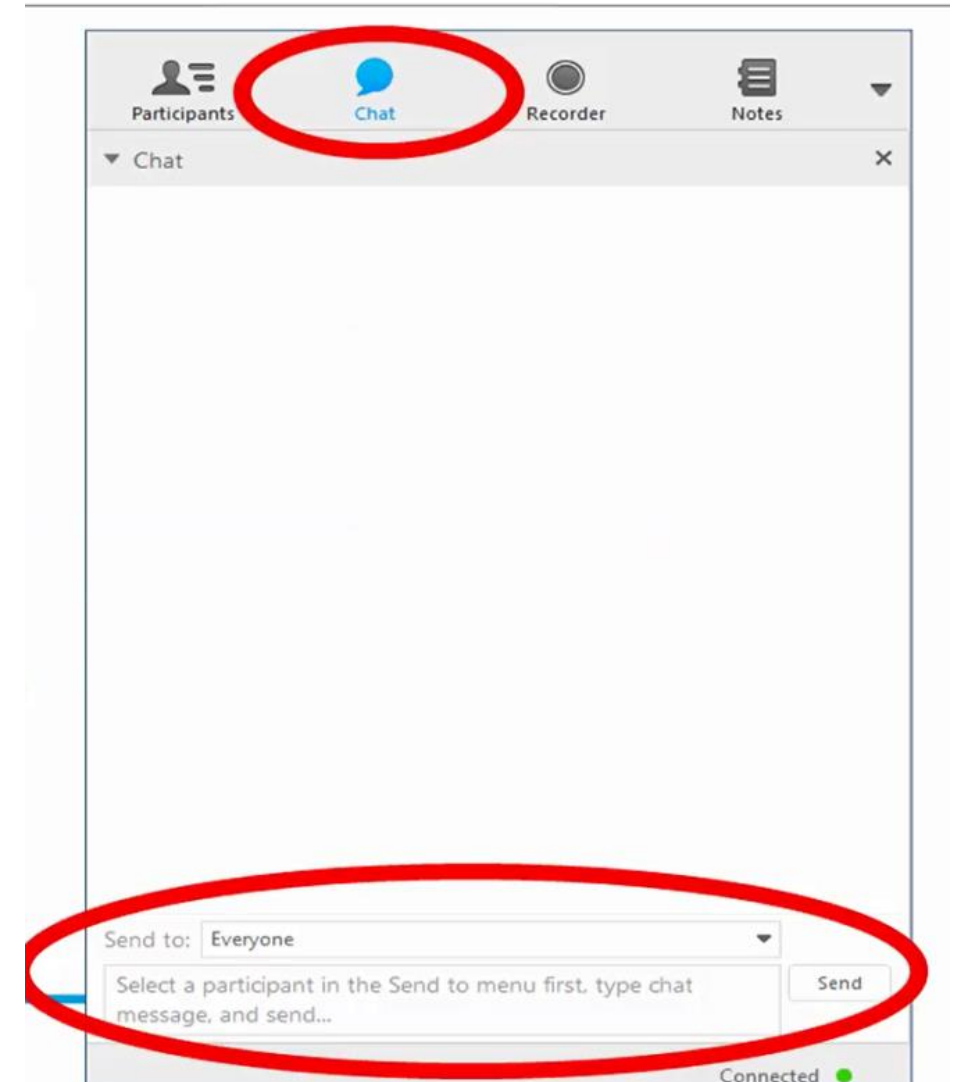 Participants Chat Recorder Notes
Chat
Send to: Everyone
Select a participant in the Send to menu first, type chat
message, and send...
Send
Connected